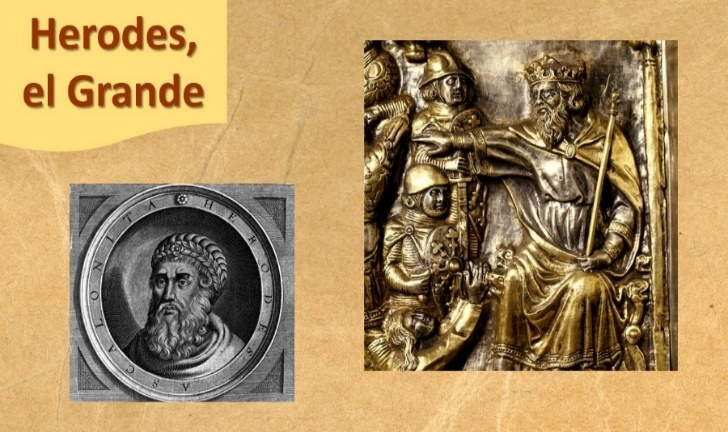 Herodes,
el Grande
HERODES ASCALONITA